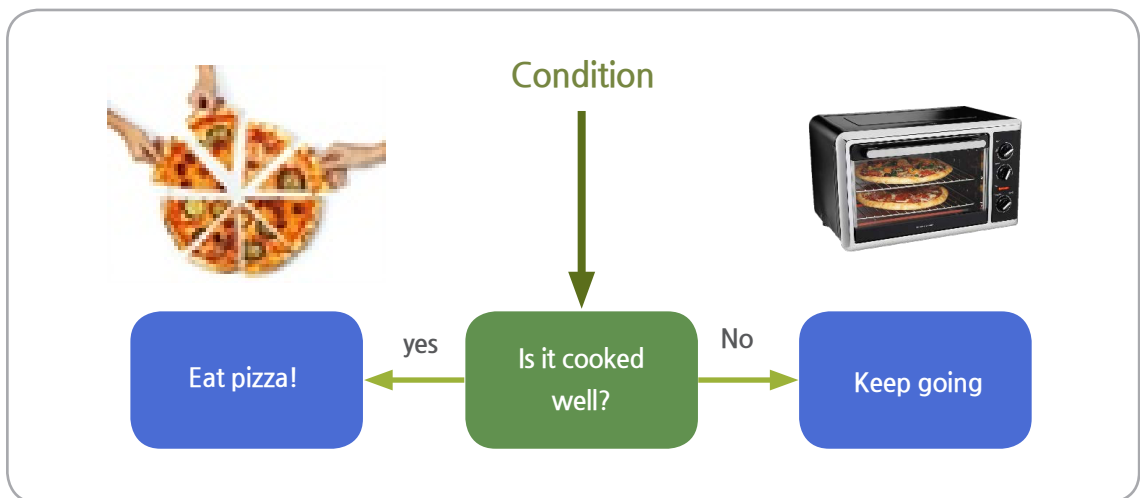 Condition
yes
No
Eat pizza!
Is it cooked
well?
Keep going